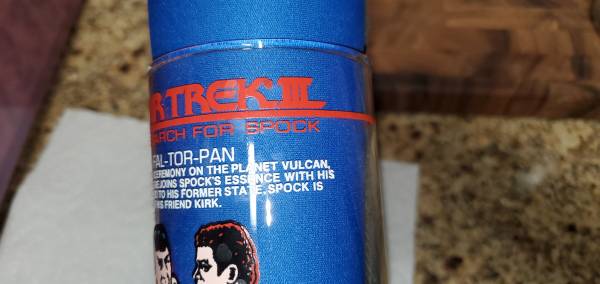 R TREK III
ARCH FOR SPOCK
FAL-TOR-PAN
CEREMONY ON THE PLANET VULCAN,
REJOINS SPOCK'S ESSENCE WITH HIS
TO HIS FORMER STATE, SPOCK IS
HIS FRIEND KIRK.